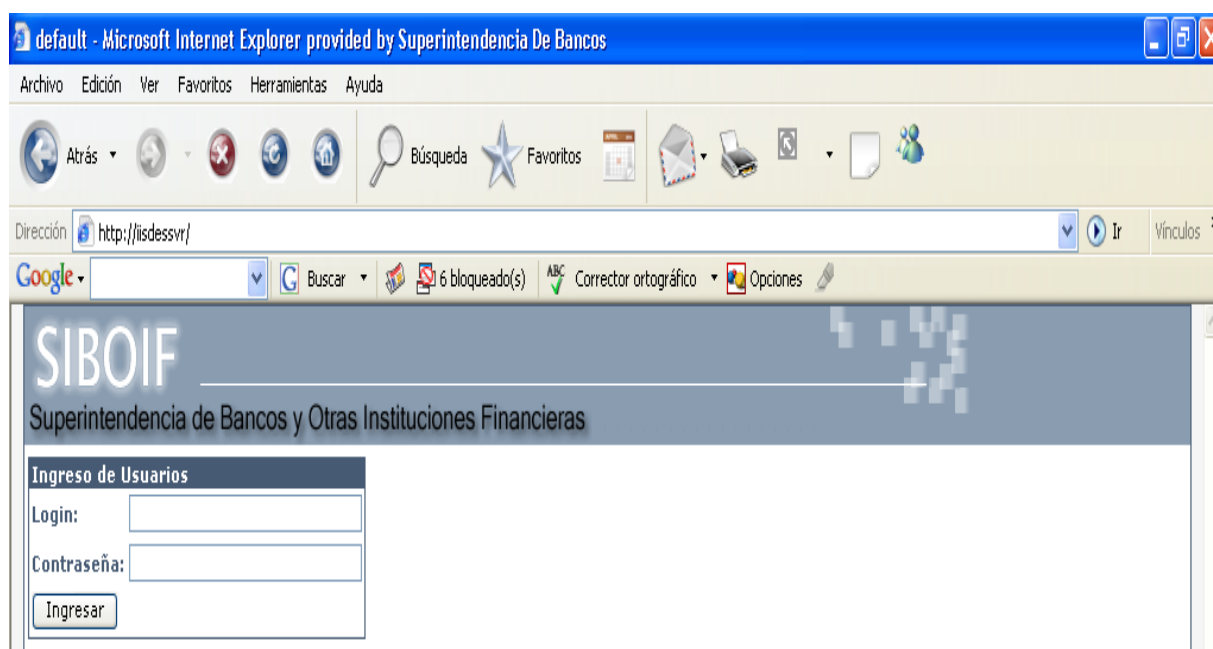 default - Microsoft Internet Explorer provided by Superintendencia De Bancos
Archivo Edición Ver Favoritos Herramientas Ayuda
Atrás Búsqueda Favoritos
Dirección http://iisdessvr/ Ir Vínculos
Google Buscar 6 bloqueado(s) ABC Corrector ortográfico Opciones
SIBOIF
Superintendencia de Bancos y Otras Instituciones Financieras
Ingreso de Usuarios
Login:
Contraseña:
Ingresar